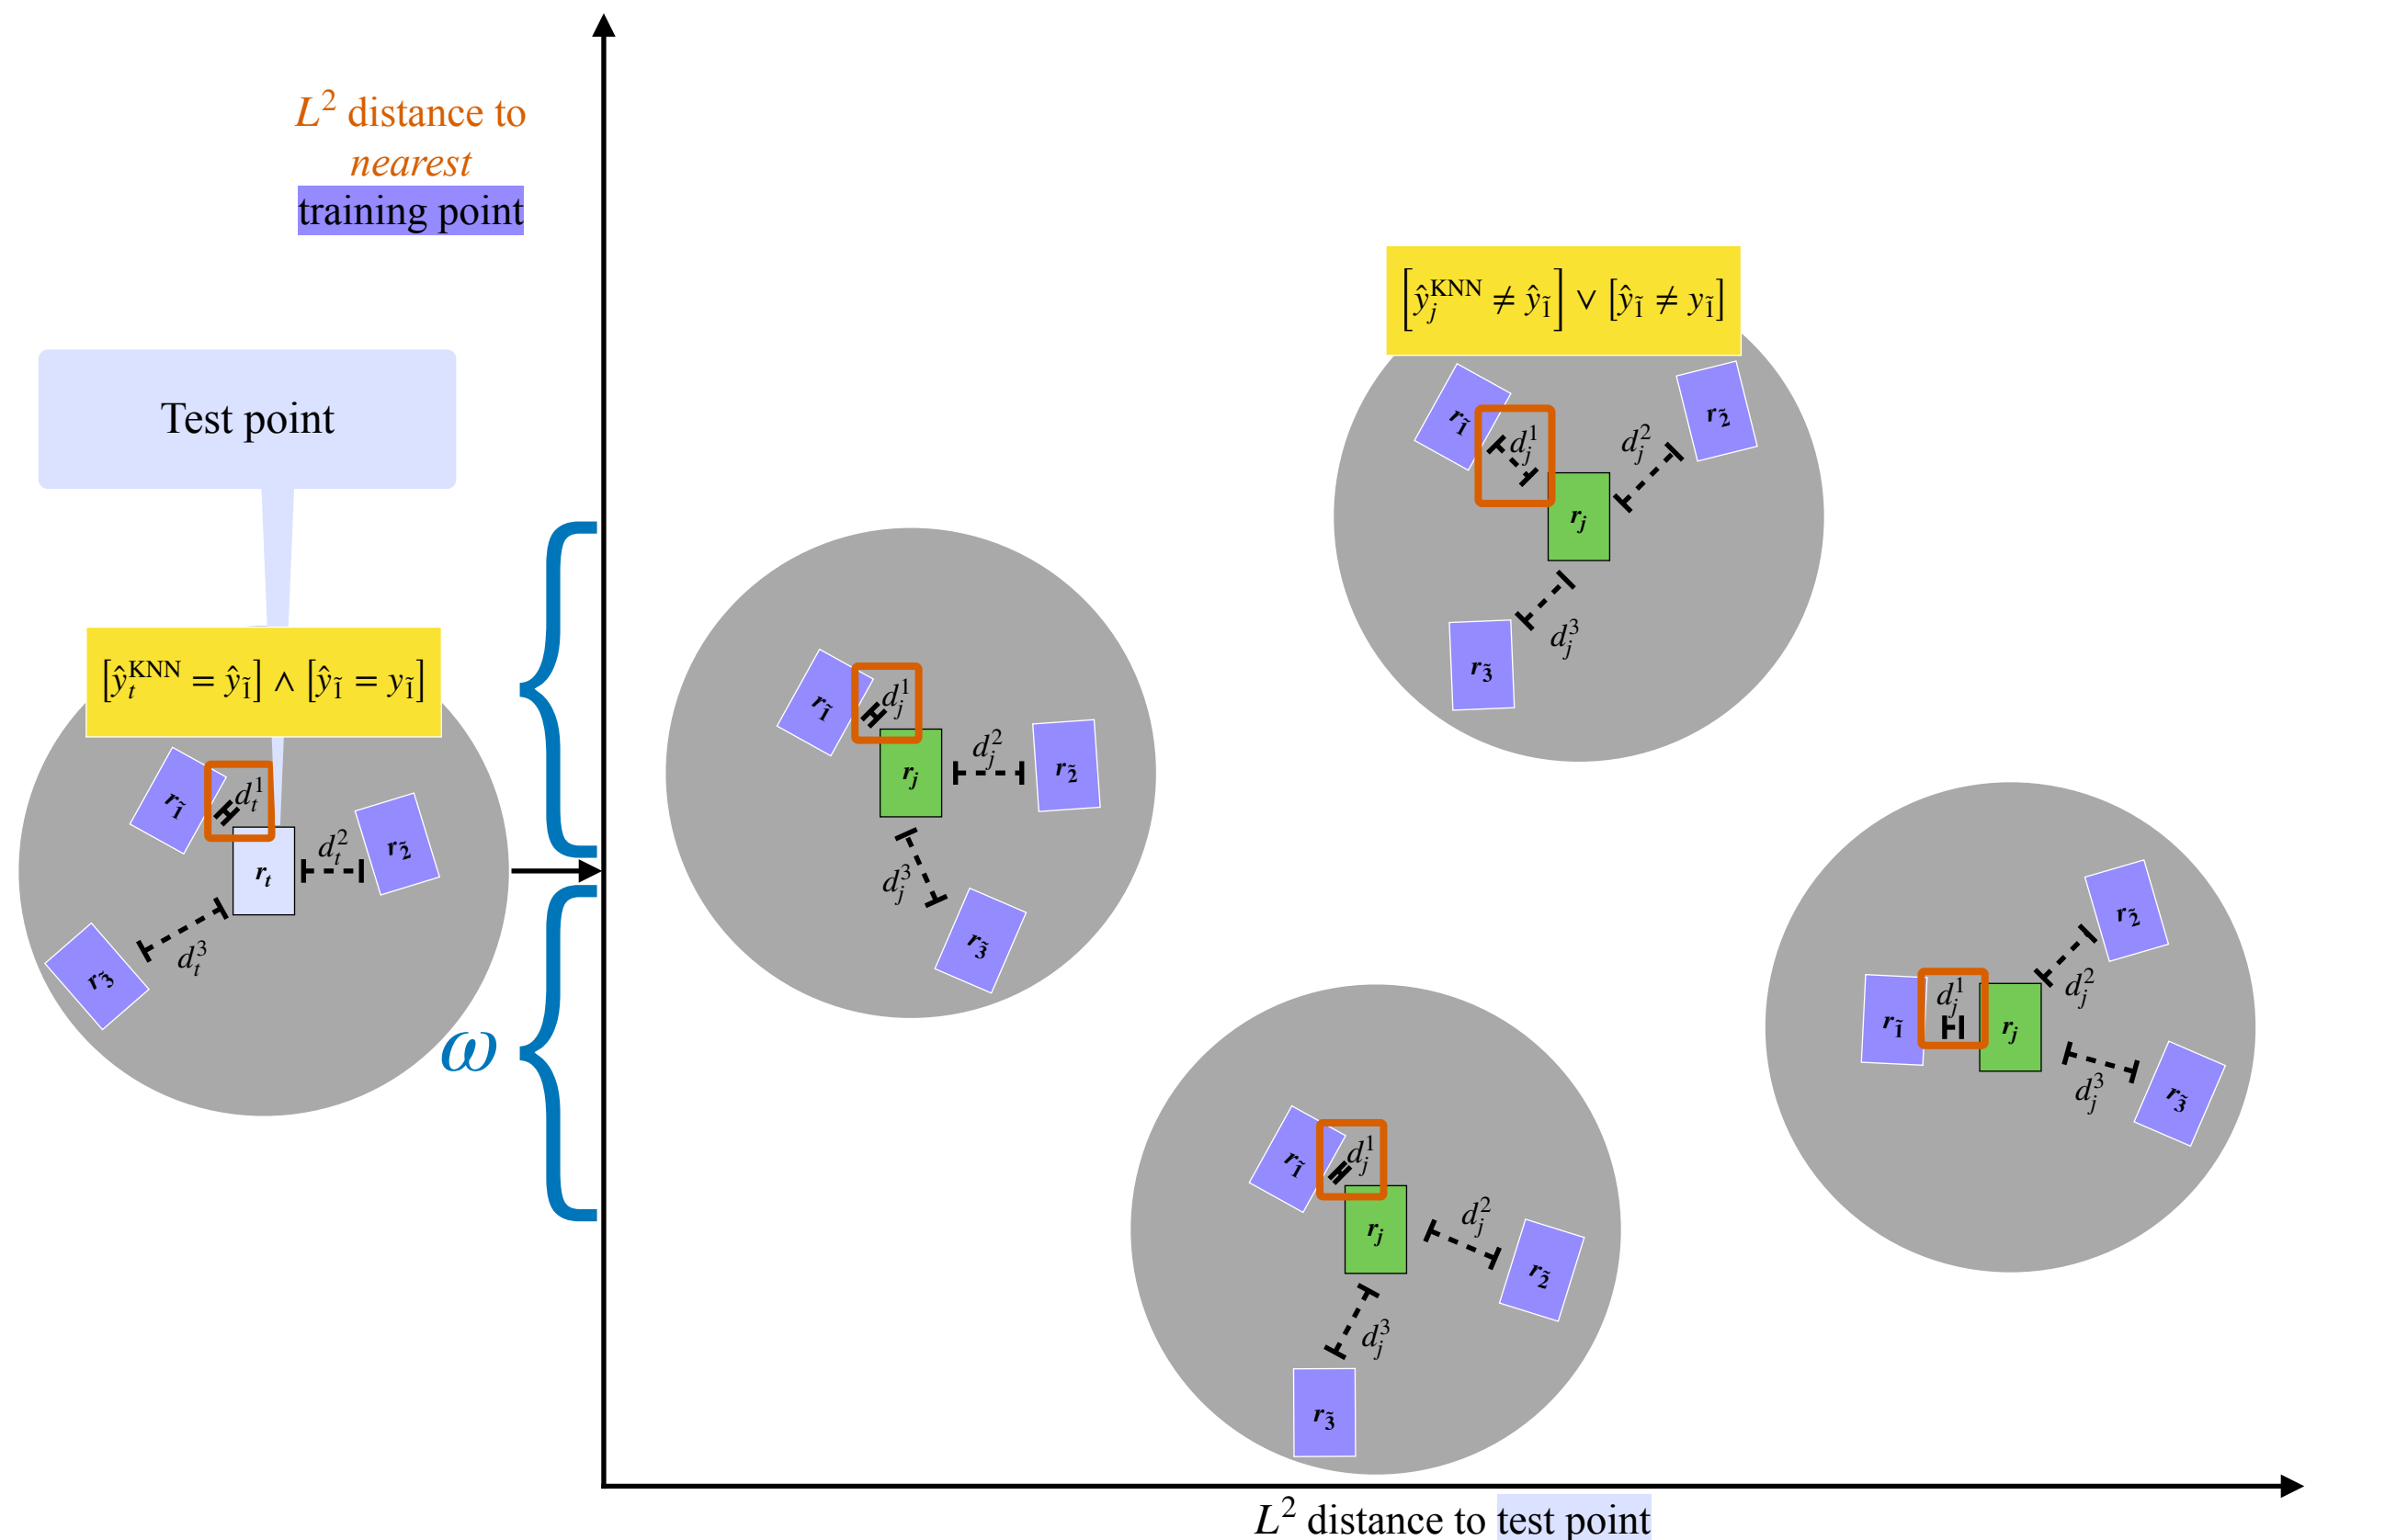 L² distance to
nearest
training point
Test point
[ŷ_t^KNN = ŷ_1̃] ∧ [ŷ_1̃ = y_1̃]
r_1̃
d_t^1
r_t
d_t^2
r_2̃
d_t^3
r_3̃
ω
r_1̃
d_j^1
r_j
d_j^2
r_2̃
d_j^3
r_3̃
[ŷ_j^KNN ≠ ŷ_1̃] ∨ [ŷ_1̃ ≠ y_1̃]
r_1̃
d_j^1
r_j
d_j^2
r_2̃
d_j^3
r_3̃
r_1̃
d_j^1
r_j
d_j^2
r_2̃
d_j^3
r_3̃
r_1̃
d_j^1
r_j
d_j^2
r_2̃
d_j^3
r_3̃
L² distance to test point